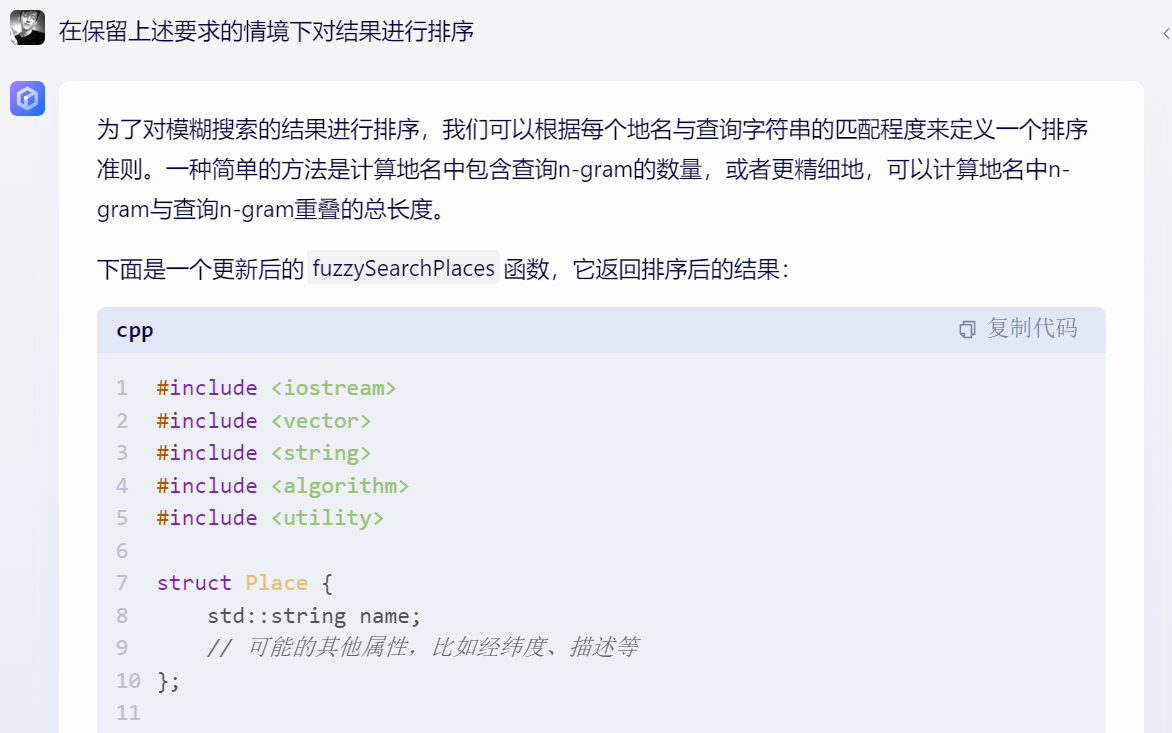 在保留上述要求的情境下对结果进行排序
为了对模糊搜索的结果进行排序，我们可以根据每个地名与查询字符串的匹配程度来定义一个排序
准则。一种简单的方法是计算地名中包含查询n-gram的数量，或者更精细地，可以计算地名中n-
gram与查询n-gram重叠的总长度。
下面是一个更新后的 fuzzySearchPlaces 函数，它返回排序后的结果：
cpp 复制代码
1 #include <iostream>
2 #include <vector>
3 #include <string>
4 #include <algorithm>
5 #include <utility>
6
7 struct Place {
8     std::string name;
9     // 可能的其他属性，比如经纬度、描述等
10 };
11